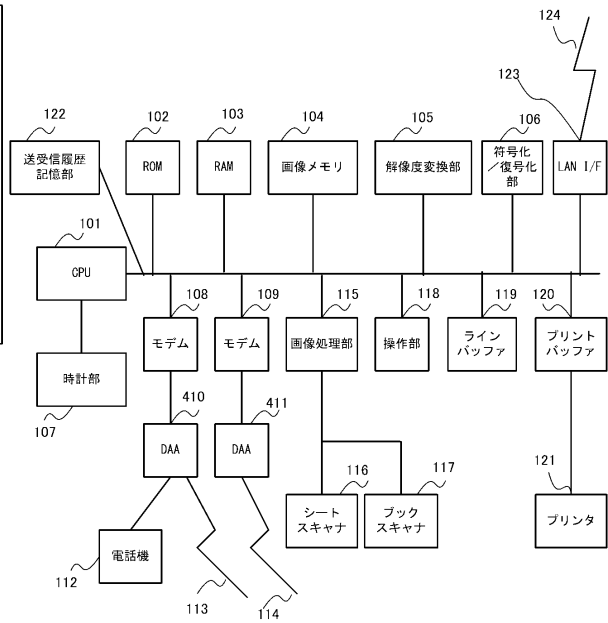 124
123
122
102
103
104
105
106
送受信履歴
記憶部
ROM
RAM
画像メモリ
解像度変換部
符号化
／復号化
部
LAN I/F
101
CPU
108
109
115
118
119
120
モデム
モデム
画像処理部
操作部
ライン
バッファ
プリント
バッファ
時計部
107
410
411
DAA
DAA
116
117
121
シート
スキャナ
ブック
スキャナ
プリンタ
電話機
112
113
114